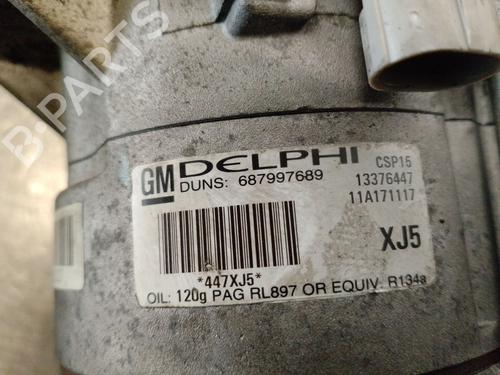 B-PARTS
GM DELPHI CSP15
DUNS: 687997689 13376447
11A171117
XJ5
*447XJ5*
OIL: 120g PAG RL897 OR EQUIV. R134a